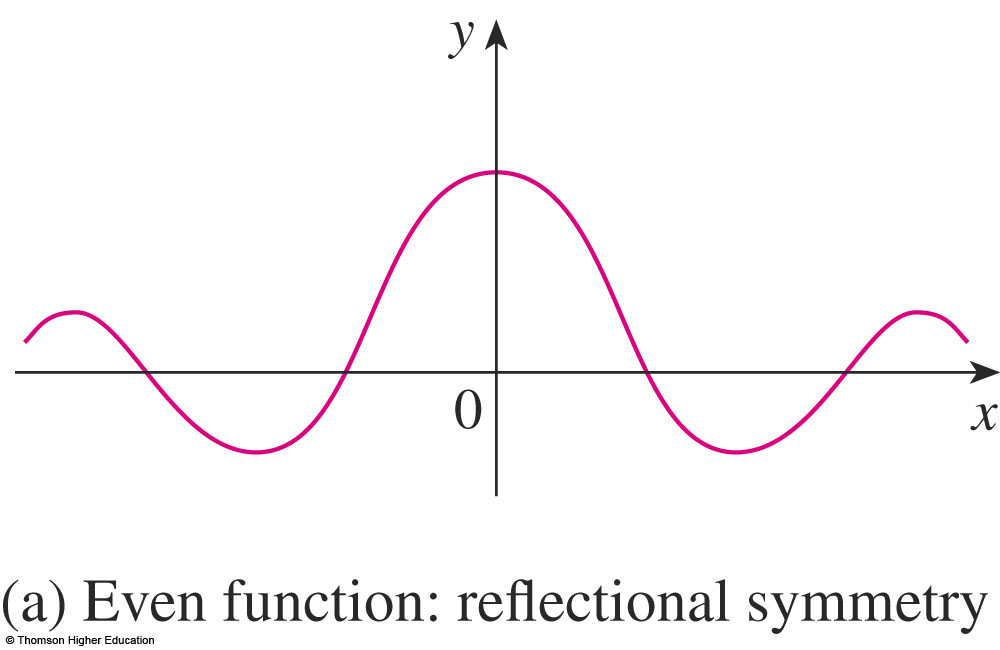 y
0
x
(a) Even function: reflectional symmetry
© Thomson Higher Education